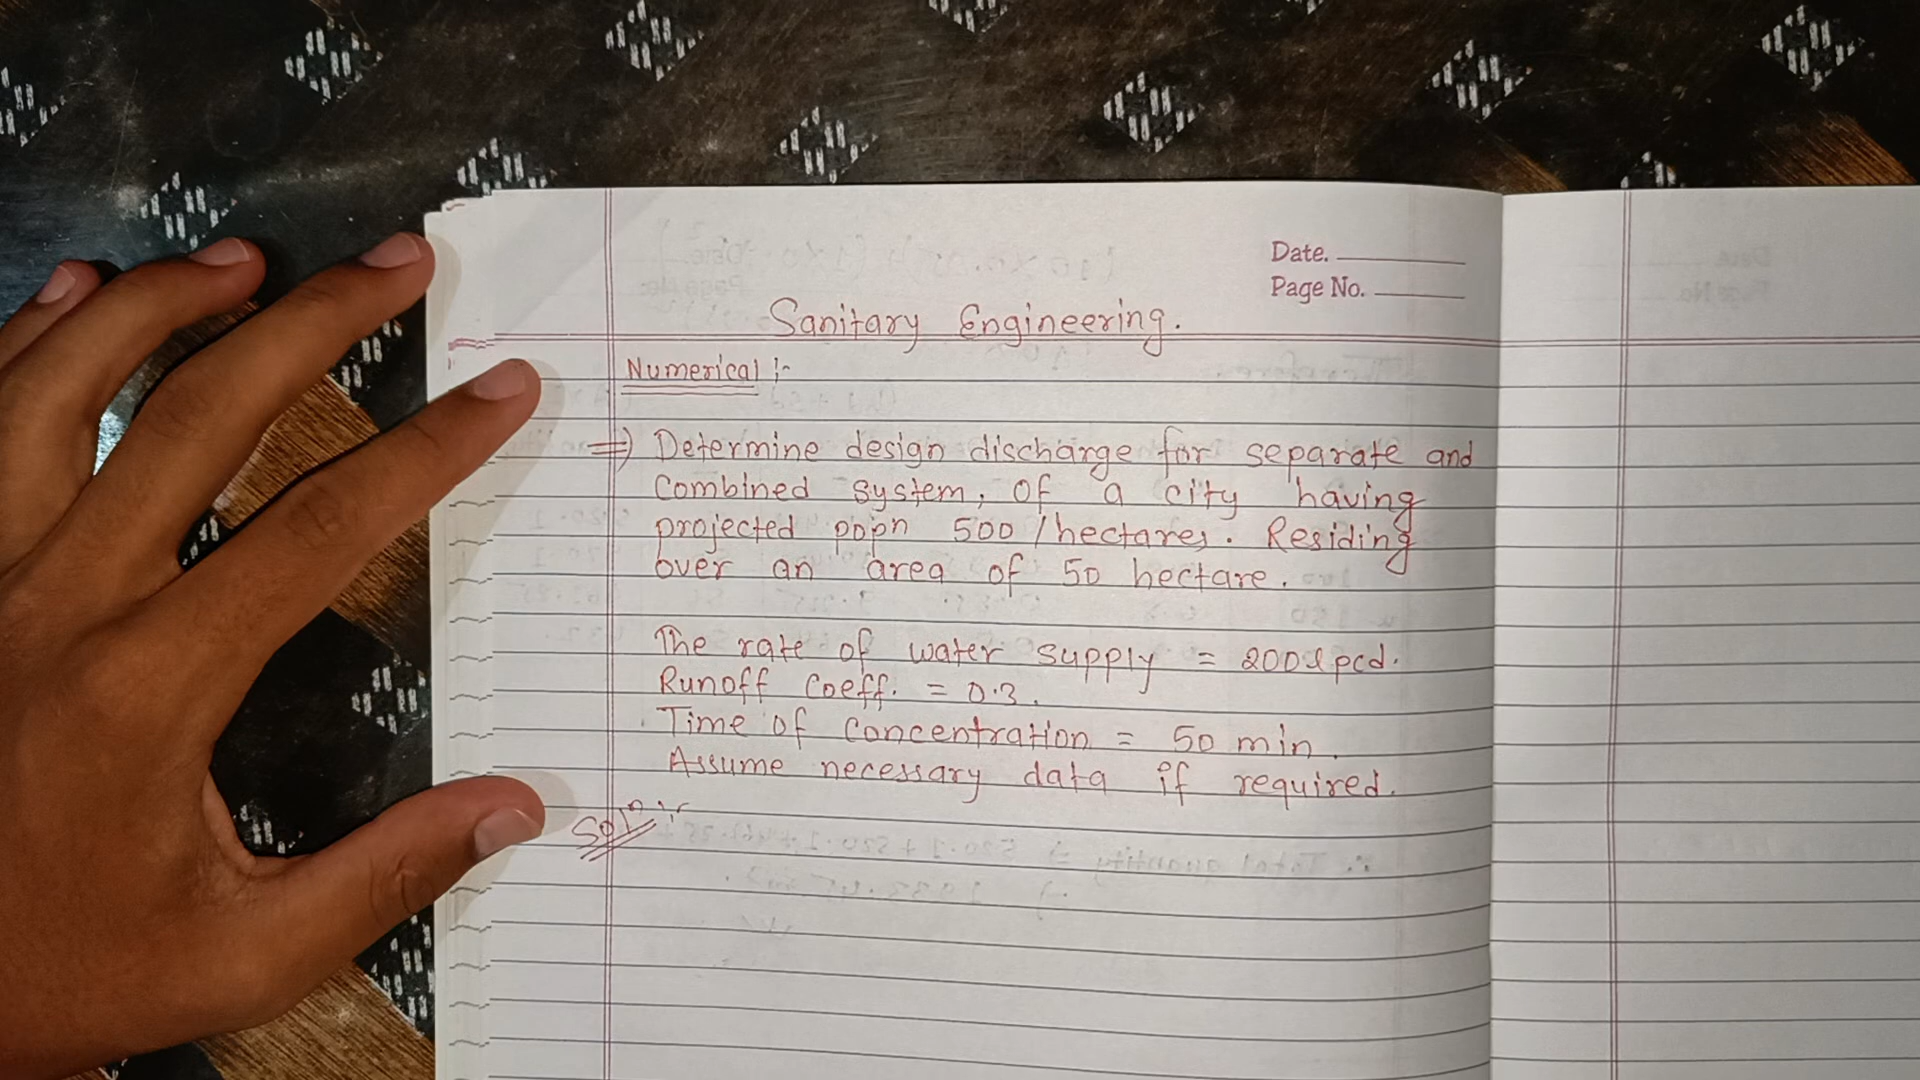 Date.
Page No.
Sanitary Engineering.
Numerical :-
=) Determine design discharge for separate and
Combined system, of a city having
projected popn 500 / hectares. Residing
over an area of 50 hectare.
The rate of water supply = 200 l pcd.
Runoff Coeff. = 0.3.
Time of Concentration = 50 min.
Assume necessary data if required.
Soln :-